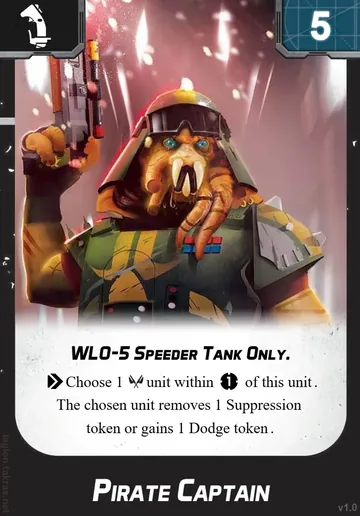 5
WLO-5 Speeder Tank Only.
Choose 1 unit within 1 of this unit.
The chosen unit removes 1 Suppression
token or gains 1 Dodge token.
Pirate Captain
v1.0